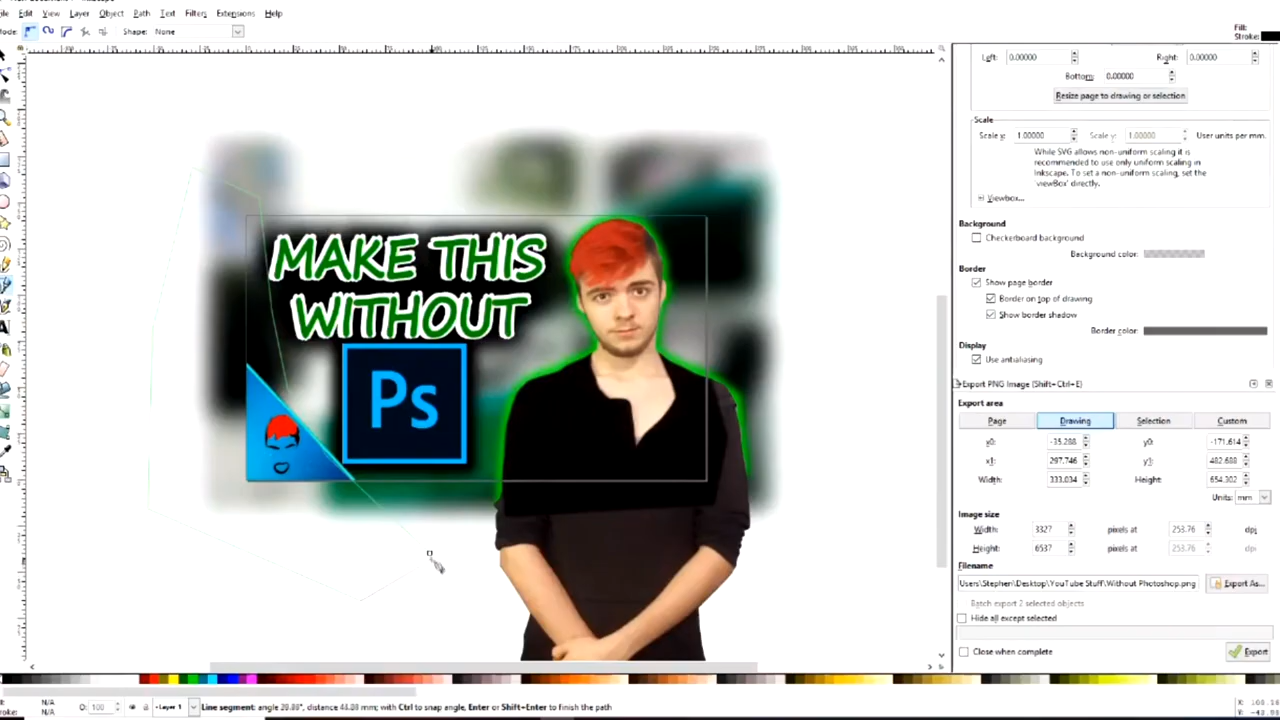 Edit View Layer Object Path Text Filters Extensions Help
Mode: Shape: None
Fill:
Stroke:
Left: 0.00000 Right: 0.00000
Bottom: 0.00000
Resize page to drawing or selection
Scale
Scale x: 1.00000 Scale y: 1.00000 User units per mm.
While SVG allows non-uniform scaling it is
recommended to use only uniform scaling in
Inkscape. To set a non-uniform scaling, set the
'viewBox' directly.
Viewbox...
Background
Checkerboard background
Background color:
Border
Show page border
Border on top of drawing
Show border shadow
Border color:
Display
Use antialiasing
Export PNG Image (Shift+Ctrl+E)
Export area
Page Drawing Selection Custom
x0: -35.288 y0: -171.614
x1: 297.746 y1: 482.688
Width: 333.034 Height: 654.302
Units: mm
Image size
Width: 3327 pixels at 253.76 dpi
Height: 6537 pixels at 253.76 dpi
Filename
Users\Stephen\Desktop\YouTube Stuff\Without Photoshop.png Export As...
Batch export 2 selected objects
Hide all except selected
Close when complete Export
MAKE THIS
WITHOUT
Ps
N/A
N/A
O: 100 Layer 1 Line segment: angle 20.00°, distance 44.00 mm; with Ctrl to snap angle, Enter or Shift+Enter to finish the path